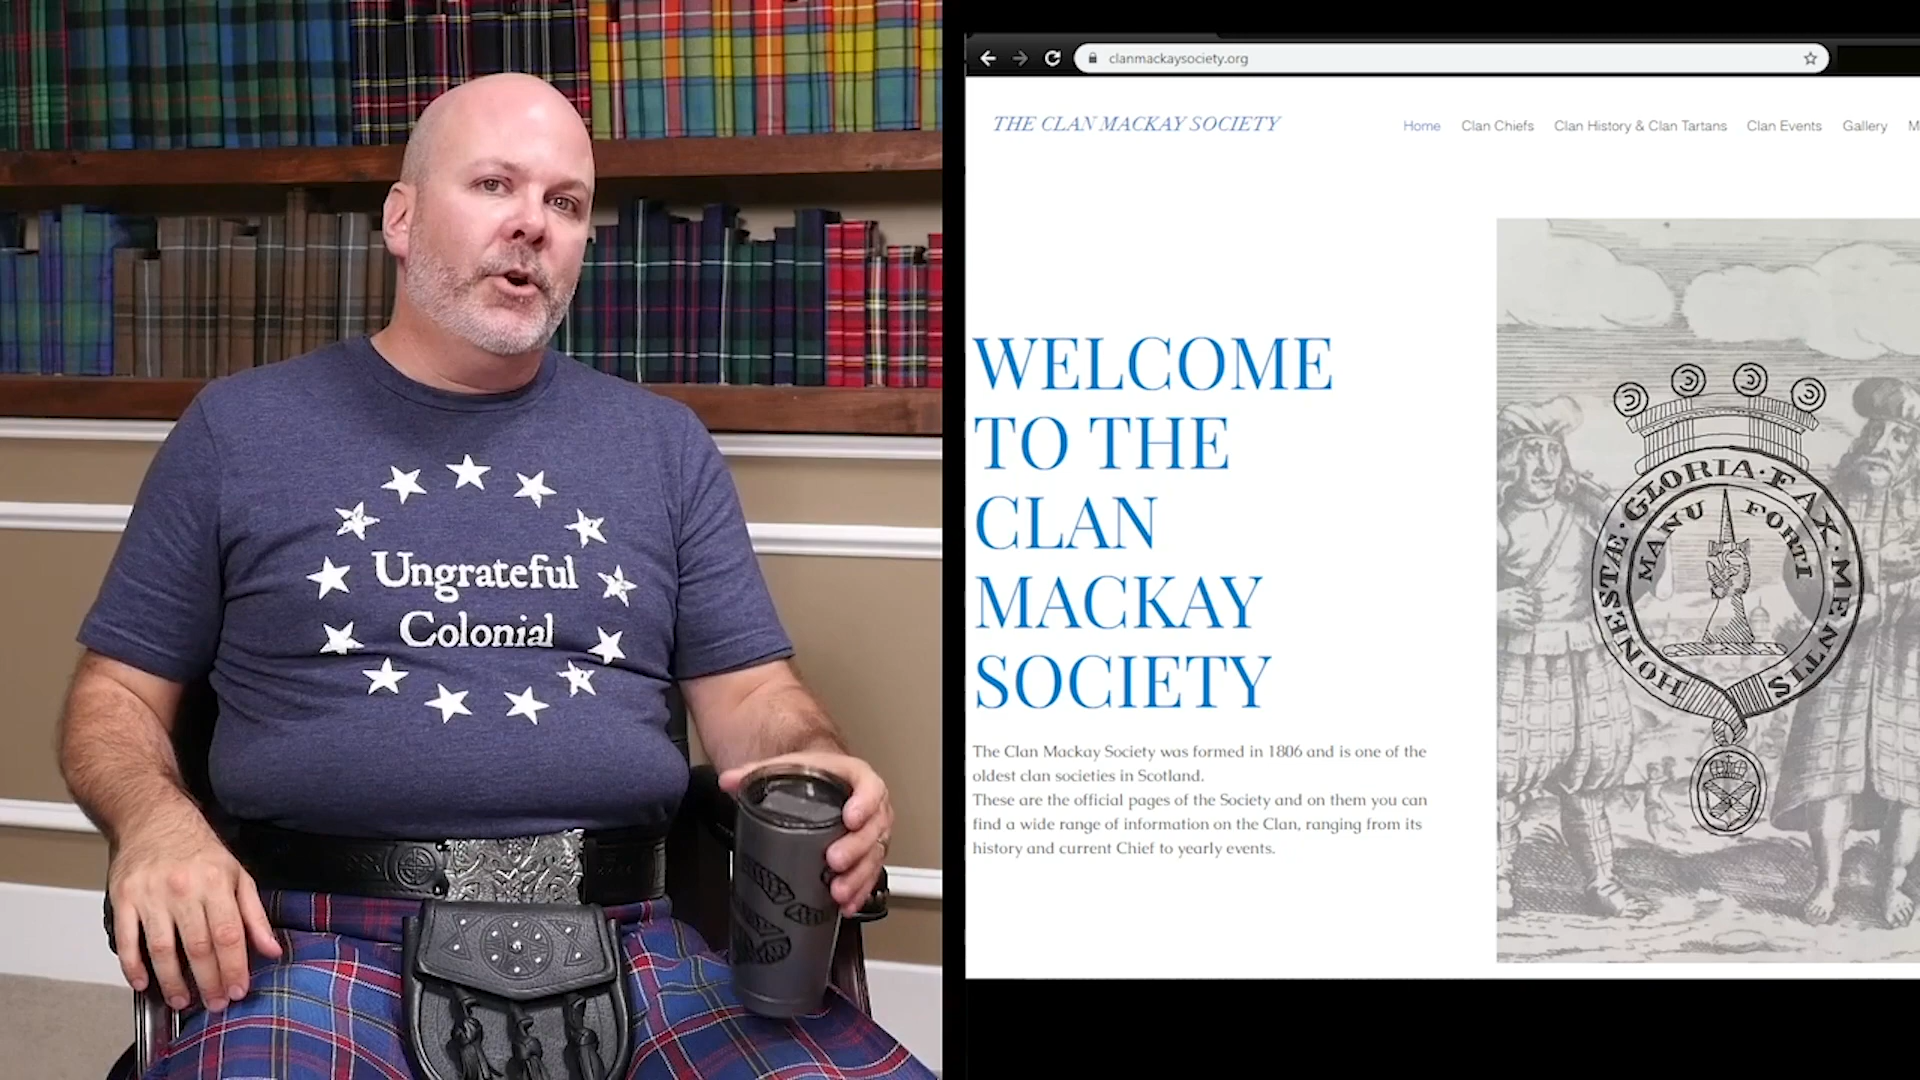 Ungrateful
Colonial
clanmackaysociety.org
THE CLAN MACKAY SOCIETY
Home Clan Chiefs Clan History & Clan Tartans Clan Events Gallery M
WELCOME
TO THE
CLAN
MACKAY
SOCIETY
The Clan Mackay Society was formed in 1806 and is one of the
oldest clan societies in Scotland.
These are the official pages of the Society and on them you can
find a wide range of information on the Clan, ranging from its
history and current Chief to yearly events.
HONESTÆ·GLORIA·FAX·MENTIS
MANU FORTI